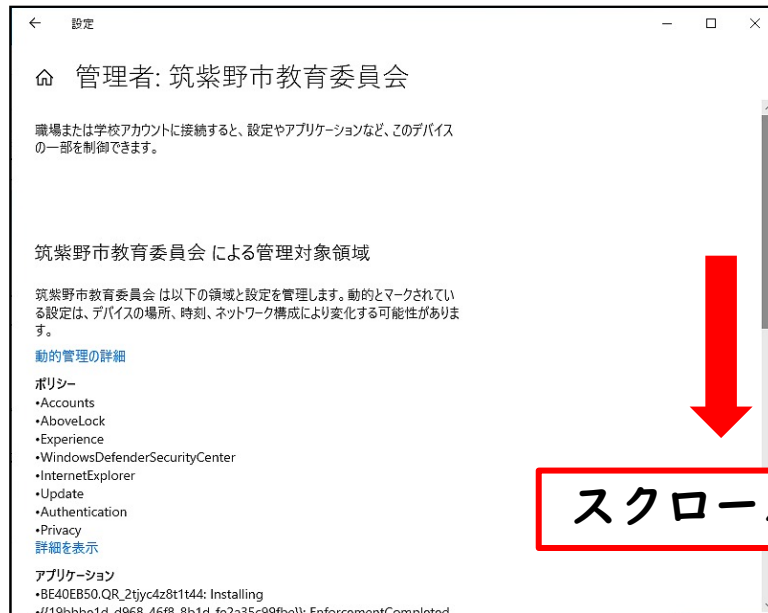 設定
管理者: 筑紫野市教育委員会
職場または学校アカウントに接続すると、設定やアプリケーションなど、このデバイス
の一部を制御できます。
筑紫野市教育委員会 による管理対象領域
筑紫野市教育委員会 は以下の領域と設定を管理します。動的とマークされてい
る設定は、デバイスの場所、時刻、ネットワーク構成により変化する可能性がありま
す。
動的管理の詳細
ポリシー
•Accounts
•AboveLock
•Experience
•WindowsDefenderSecurityCenter
•InternetExplorer
•Update
•Authentication
•Privacy
詳細を表示
スクロー
アプリケーション
•BE40EB50.QR_2tjyc4z8t1t44: Installing
•{{19bbbe1d-d968-46f8-8b1d-fe2a35c99fbe}}: EnforcementCompleted